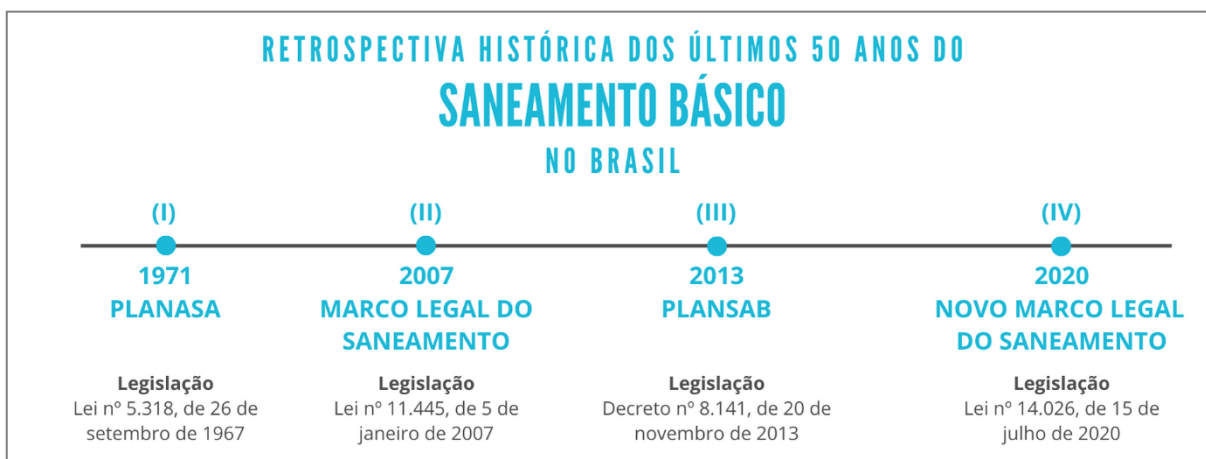 RETROSPECTIVA HISTÓRICA DOS ÚLTIMOS 50 ANOS DO
SANEAMENTO BÁSICO
NO BRASIL
(I)
1971
PLANASA
Legislação
Lei nº 5.318, de 26 de
setembro de 1967
(II)
2007
MARCO LEGAL DO
SANEAMENTO
Legislação
Lei nº 11.445, de 5 de
janeiro de 2007
(III)
2013
PLANSAB
Legislação
Decreto nº 8.141, de 20 de
novembro de 2013
(IV)
2020
NOVO MARCO LEGAL
DO SANEAMENTO
Legislação
Lei nº 14.026, de 15 de
julho de 2020